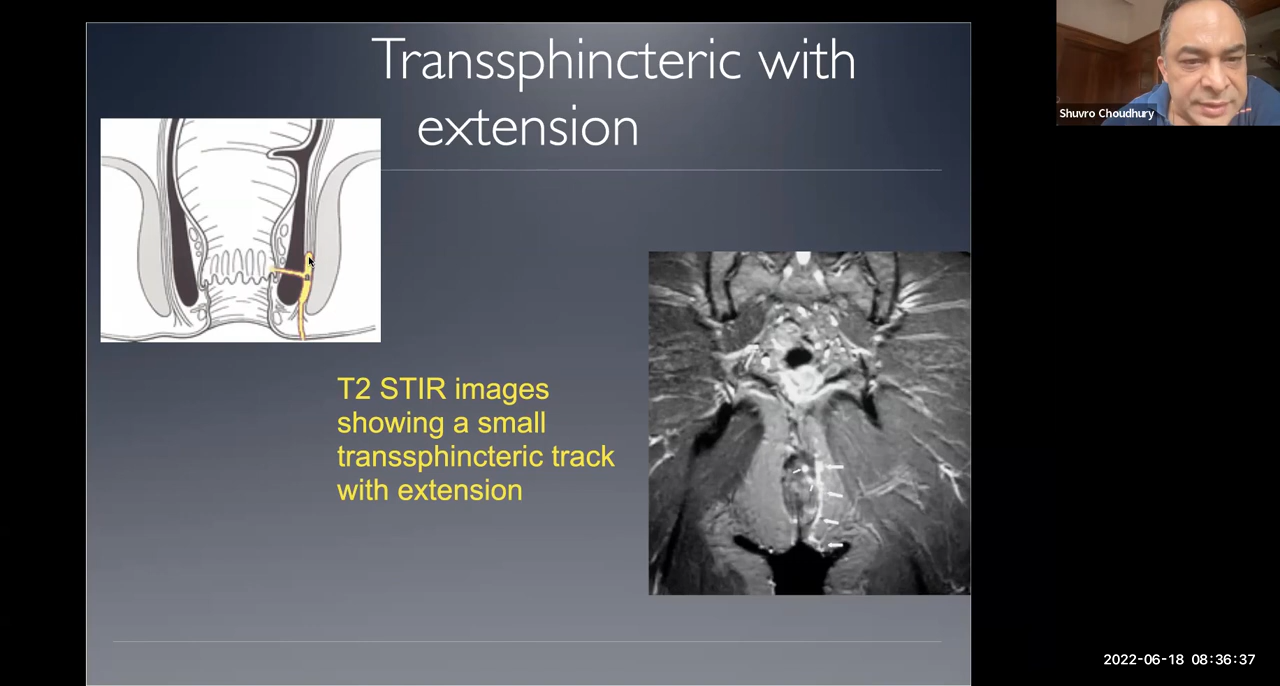 Transsphincteric with
extension
Shuvro Choudhury
T2 STIR images
showing a small
transsphincteric track
with extension
2022-06-18 08:36:37